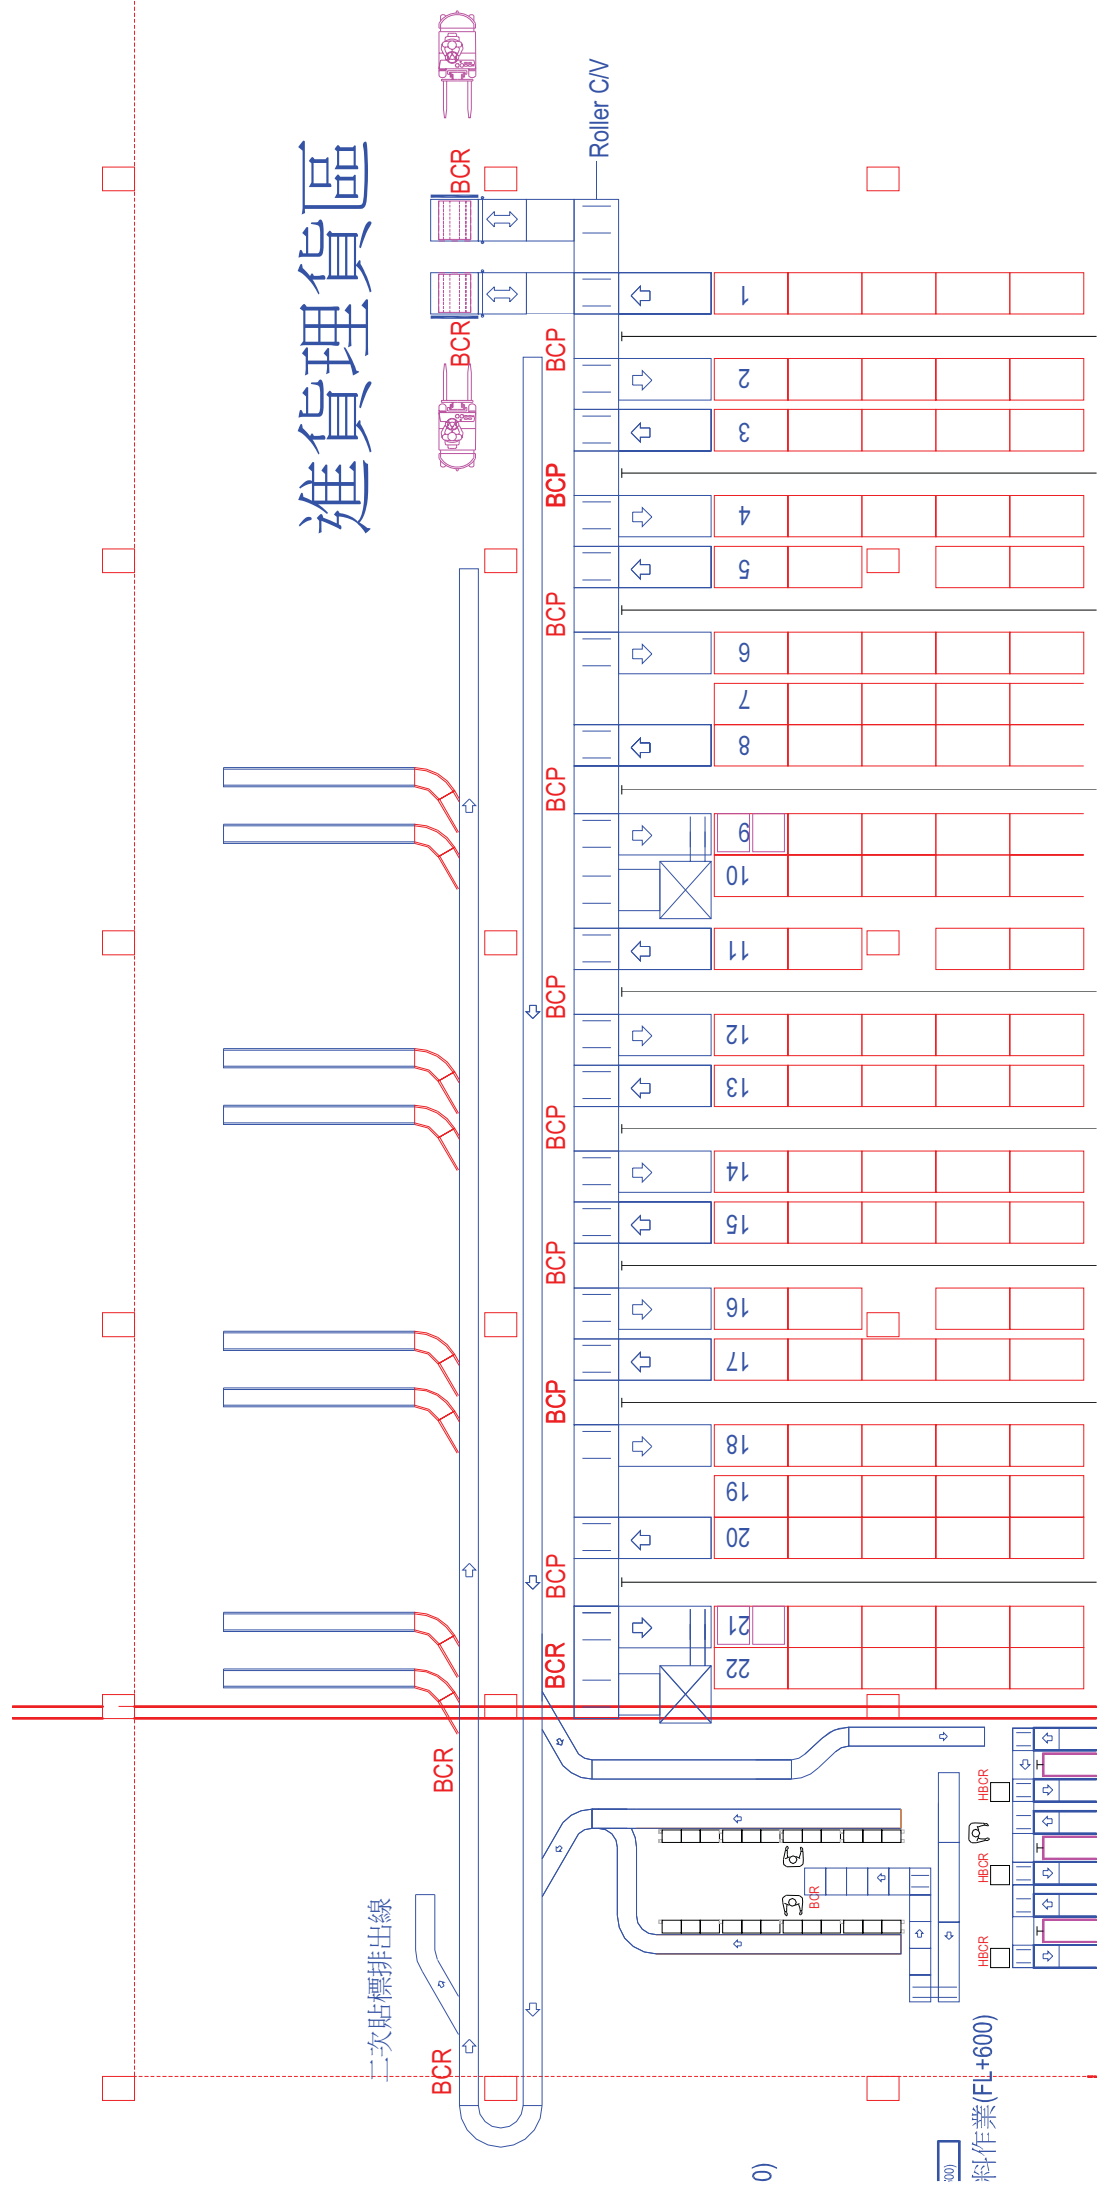 進貨理貨區
Roller C/V
BCR
BCR
1
BCP
2
3
BCP
4
5
BCP
6
7
8
BCP
9
10
11
BCP
12
13
BCP
14
15
BCP
16
17
BCP
18
19
20
BCP
21
BCR
22
BCR
HBCR
HBCR
BCR
HBCR
二次貼標排出線
BCR
料作業(FL+600)
0)
600)